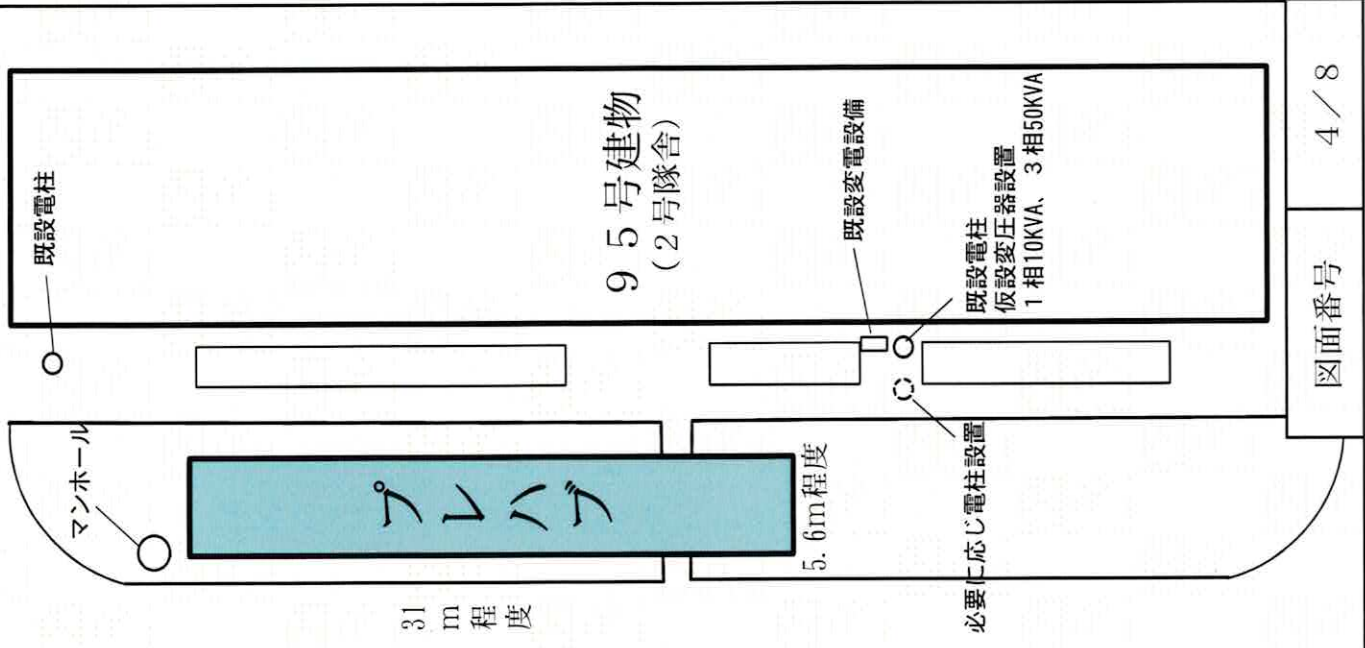 既設電柱
マンホール
95号建物
(2号隊舎)
プレハブ
31m程度
5.6m程度
既設変電設備
既設電柱
仮設変圧器設置
1相10KVA、3相50KVA
必要に応じ電柱設置
図面番号
4/8